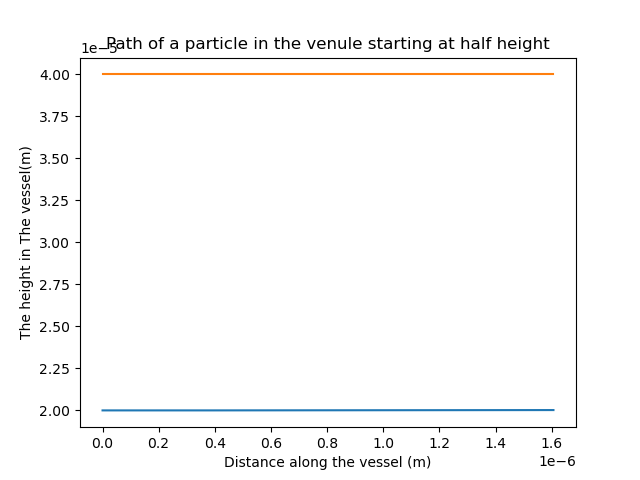 Path of a particle in the venule starting at half height
1e−5
4.00
3.75
3.50
3.25
3.00
2.75
2.50
2.25
2.00
The height in The vessel(m)
0.0 0.2 0.4 0.6 0.8 1.0 1.2 1.4 1.6
1e−6
Distance along the vessel (m)